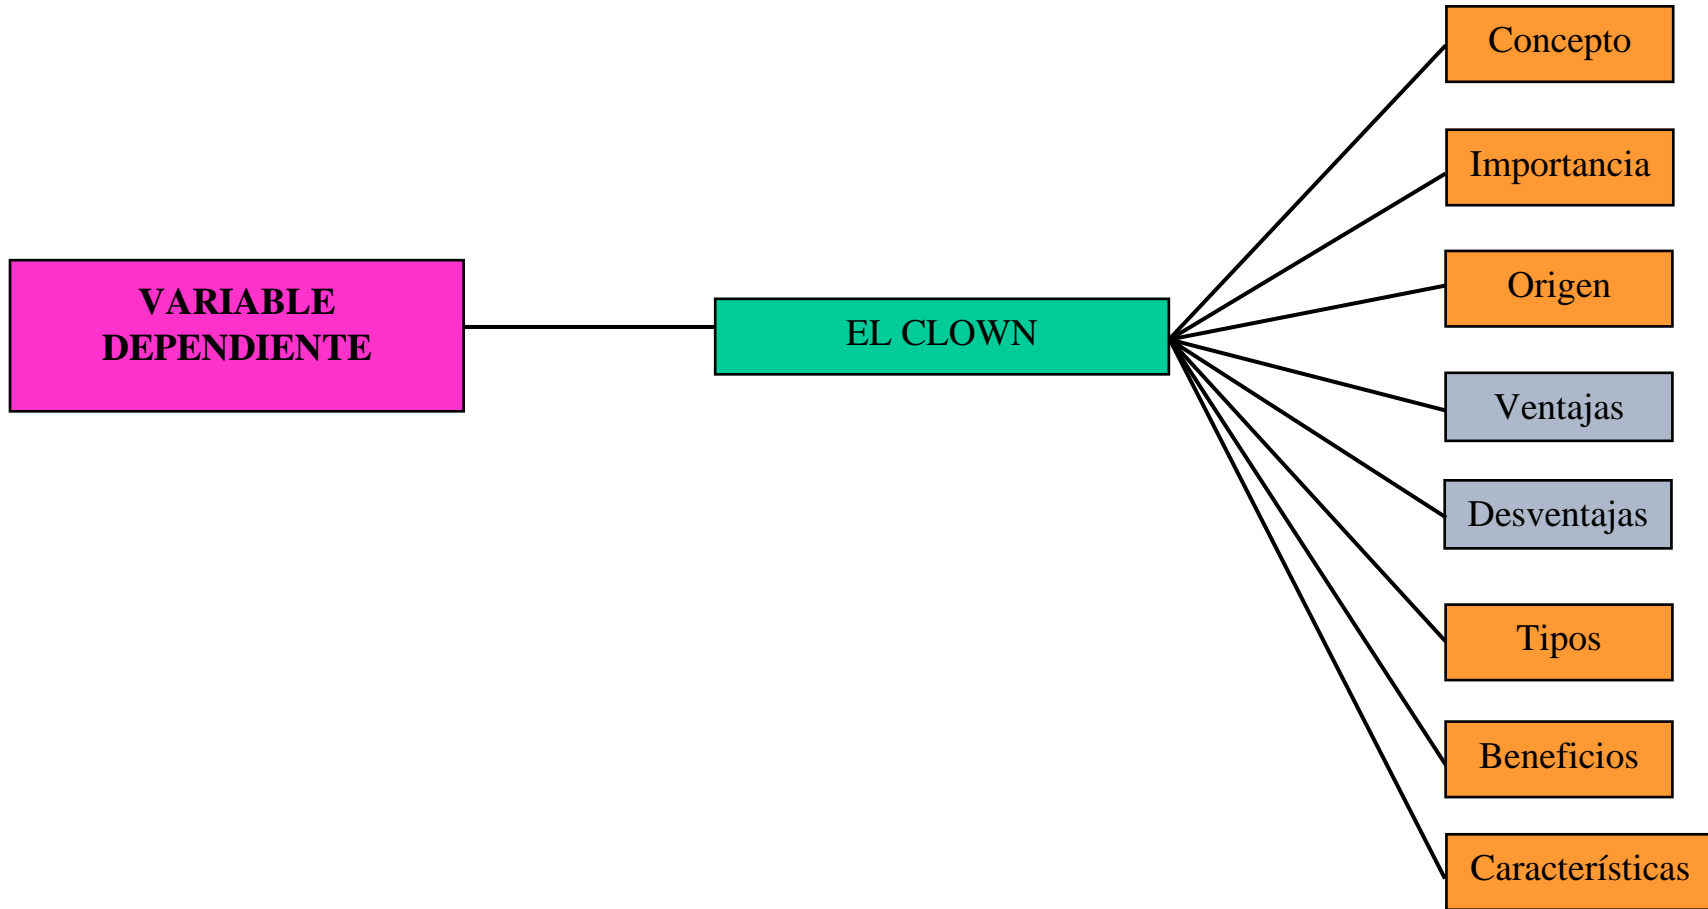 VARIABLE
DEPENDIENTE
EL CLOWN
Concepto
Importancia
Origen
Ventajas
Desventajas
Tipos
Beneficios
Características